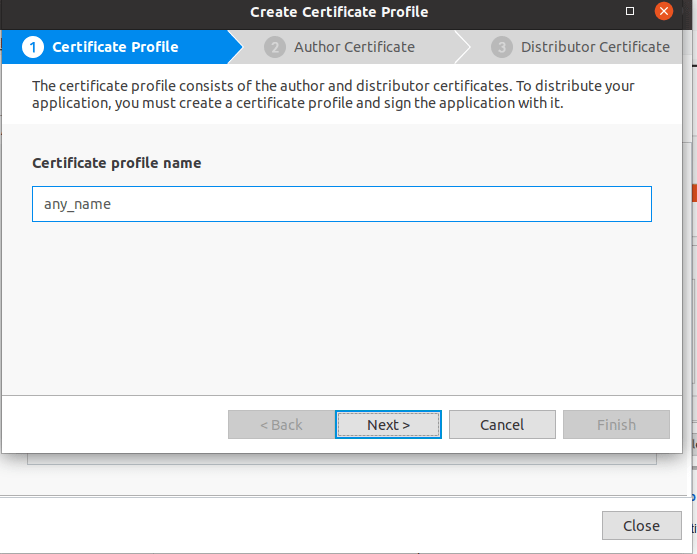 Create Certificate Profile
1 Certificate Profile 2 Author Certificate 3 Distributor Certificate
The certificate profile consists of the author and distributor certificates. To distribute your
application, you must create a certificate profile and sign the application with it.
Certificate profile name
any_name
< Back Next > Cancel Finish
Close